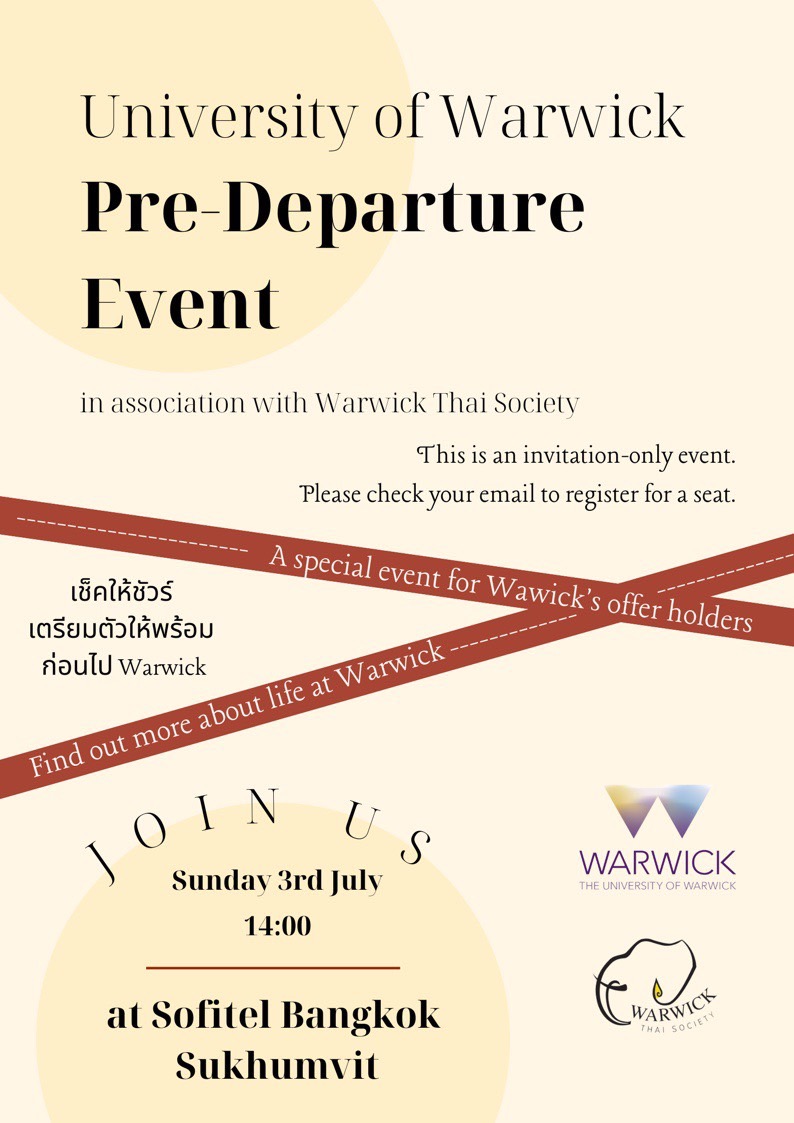 University of Warwick
Pre-Departure
Event
in association with Warwick Thai Society
This is an invitation-only event.
Please check your email to register for a seat.
A special event for Wawick's offer holders
เช็คให้ชัวร์
เตรียมตัวให้พร้อม
ก่อนไป Warwick
Find out more about life at Warwick
JOIN US
Sunday 3rd July
14:00
at Sofitel Bangkok
Sukhumvit
WARWICK
THE UNIVERSITY OF WARWICK
WARWICK
THAI SOCIETY